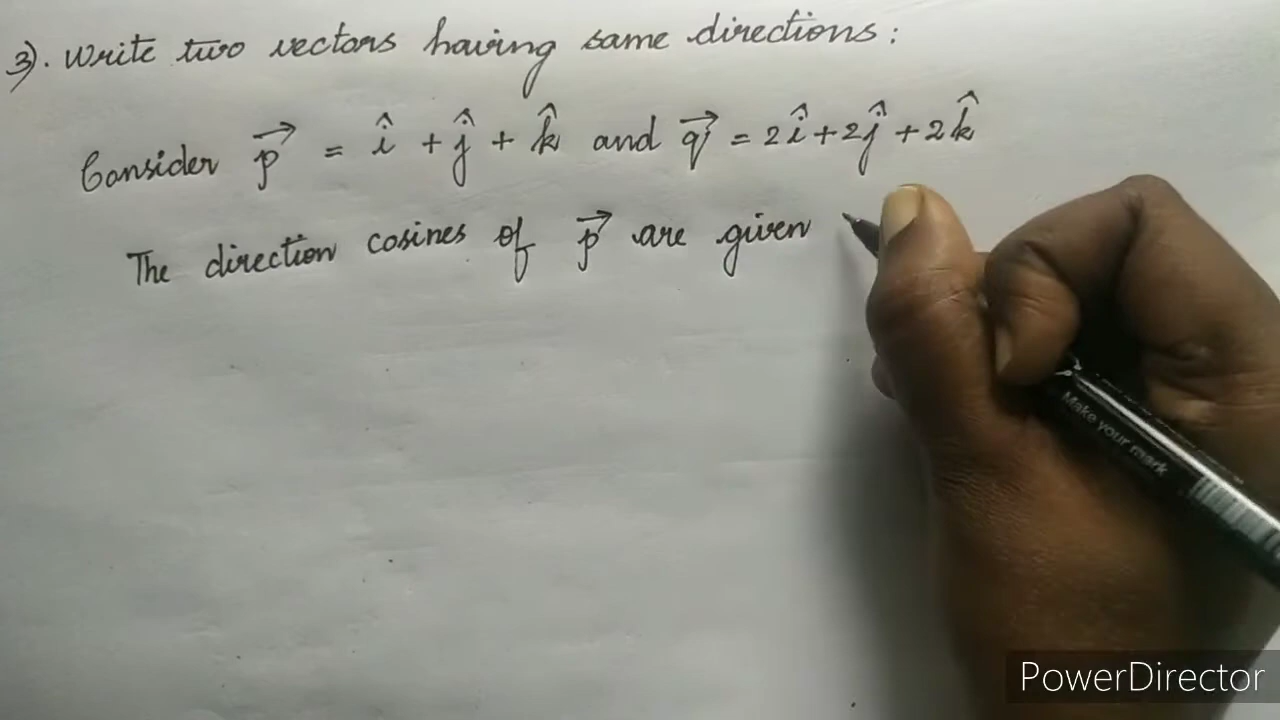 3). Write two vectors having same directions:
Consider p⃗ = î + ĵ + k̂ and q⃗ = 2î + 2ĵ + 2k̂
The direction cosines of p⃗ are given
Make your mark
PowerDirector